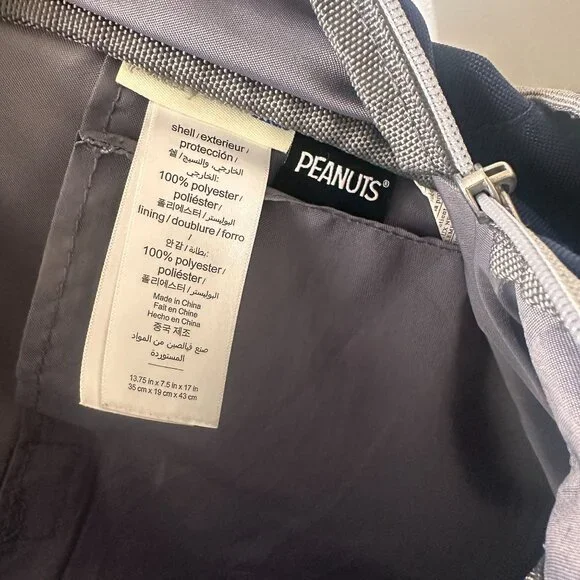 shell / exterieur /
protección /
쉘 / الخارجي، والنسيج
الخارجي:
100% polyester /
poliéster /
폴리에스터 / البوليستر
lining / doublure / forro
/
안감 / بطانة:
100% polyester /
poliéster /
폴리에스터 / البوليستر
Made in China
Fait en Chine
Hecho en China
중국 제조
صنع في الصين من المواد
المستوردة
13.75 in x 7.5 in x 17 in
35 cm x 19 cm x 43 cm
PEANUTS®